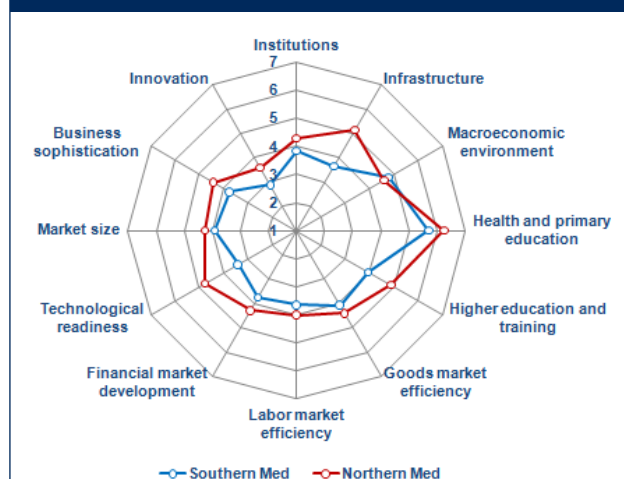 Institutions
7
6
5
4
3
2
1
Infrastructure
Macroeconomic
environment
Health and primary
education
Higher education and
training
Goods market
efficiency
Labor market
efficiency
Financial market
development
Technological
readiness
Market size
Business
sophistication
Innovation
Southern Med
Northern Med